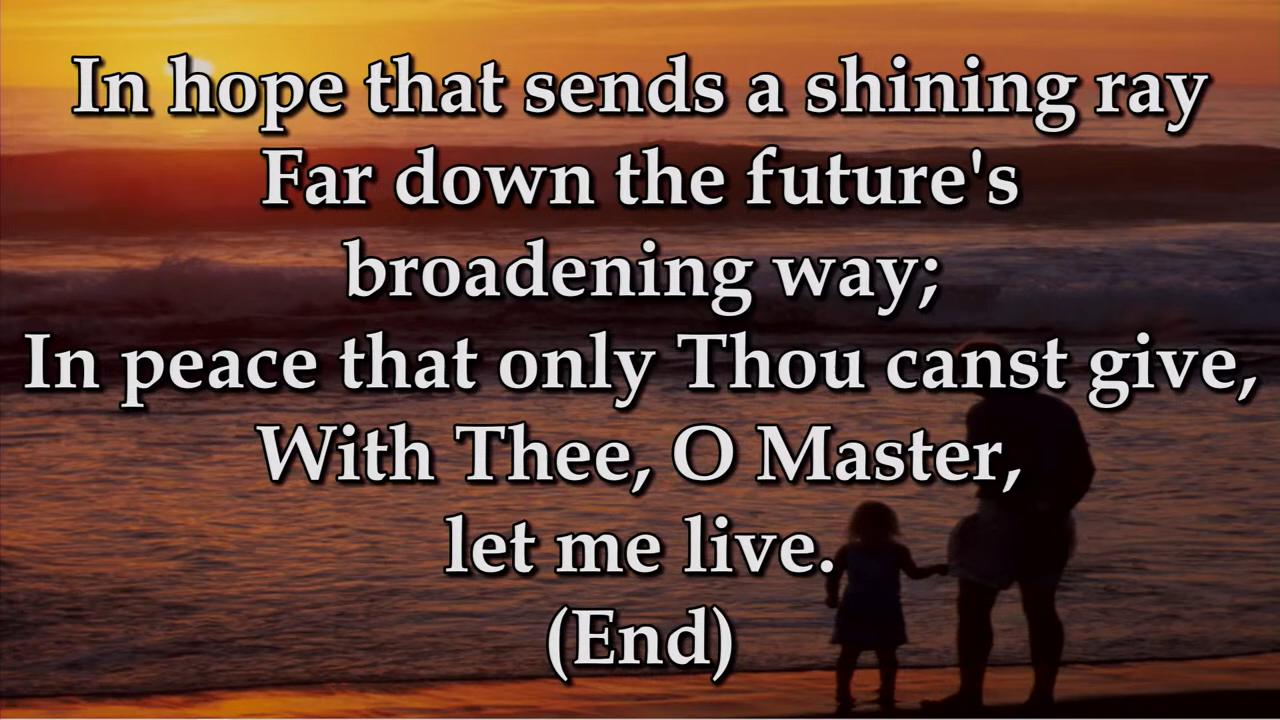 In hope that sends a shining ray
Far down the future's
broadening way;
In peace that only Thou canst give,
With Thee, O Master,
let me live.
(End)